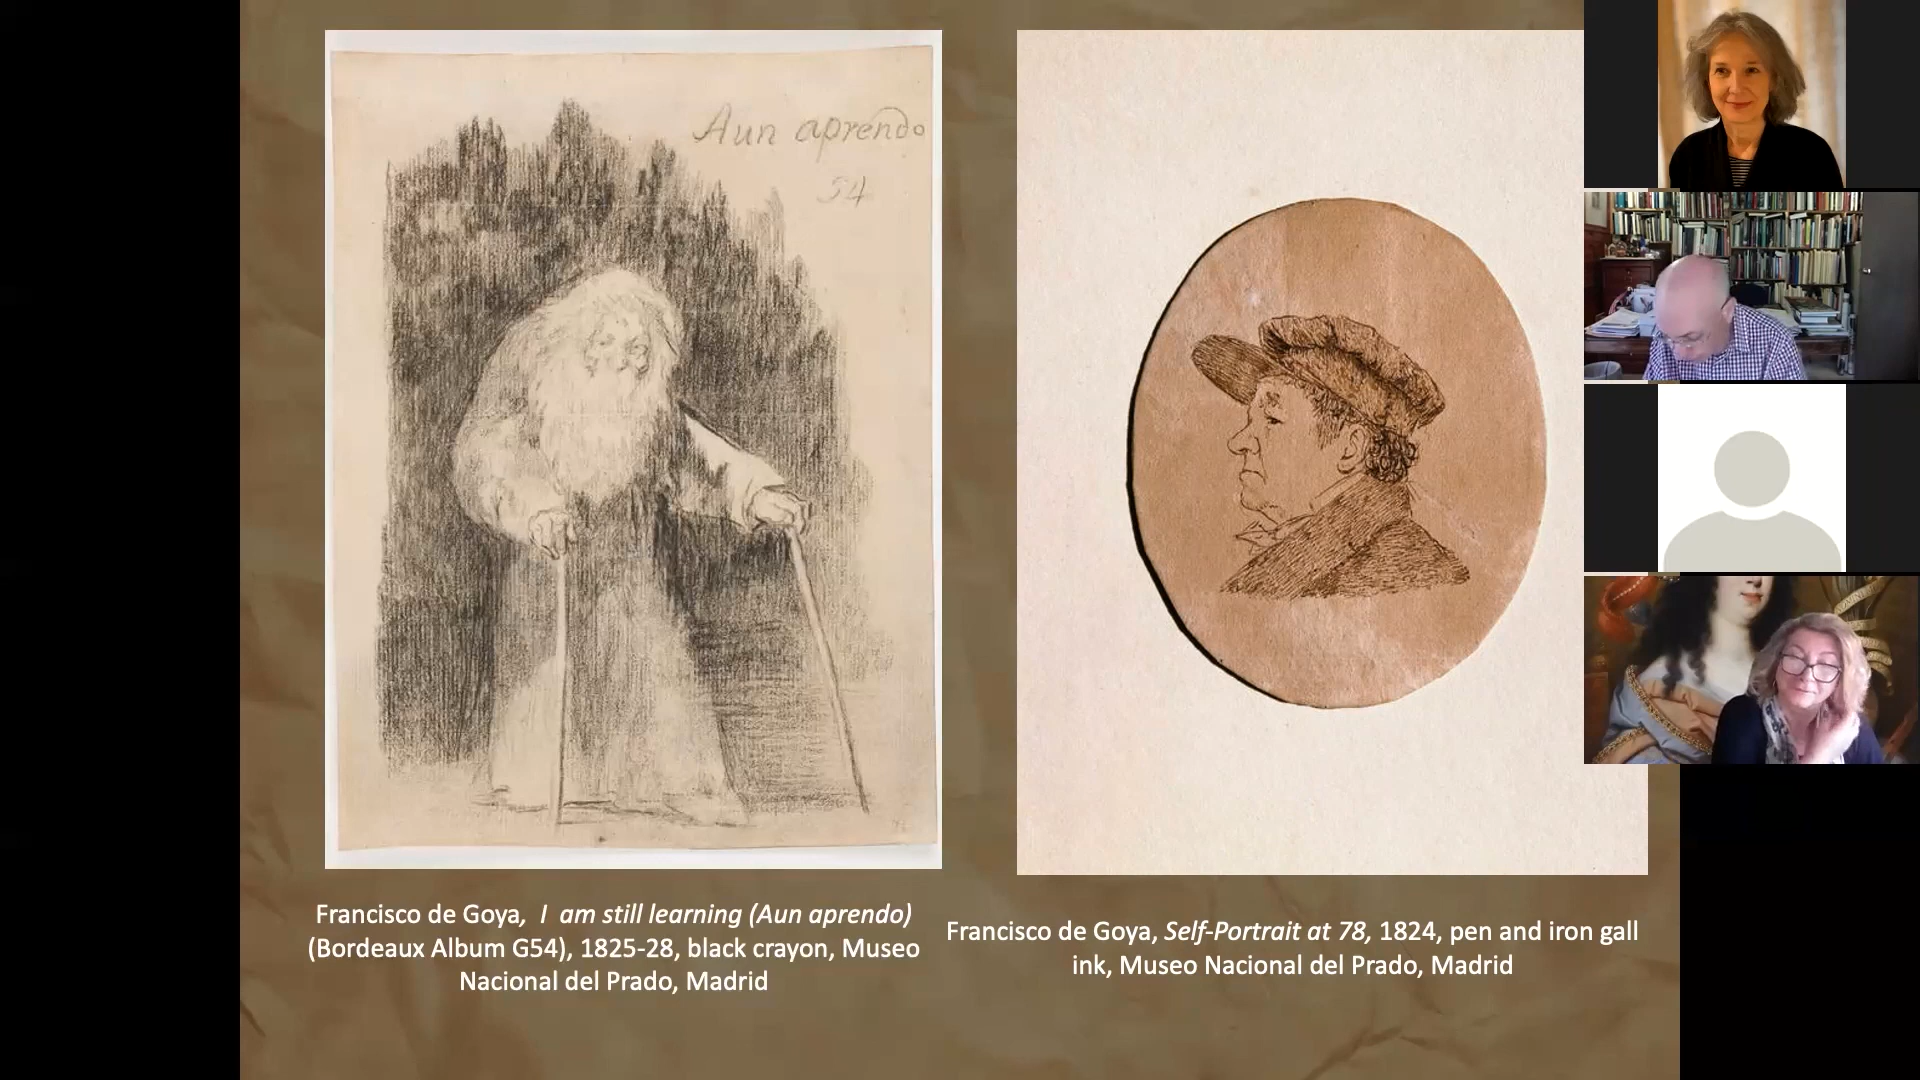 Aun aprendo
54
Francisco de Goya, I am still learning (Aun aprendo)
(Bordeaux Album G54), 1825-28, black crayon, Museo
Nacional del Prado, Madrid
Francisco de Goya, Self-Portrait at 78, 1824, pen and iron gall
ink, Museo Nacional del Prado, Madrid